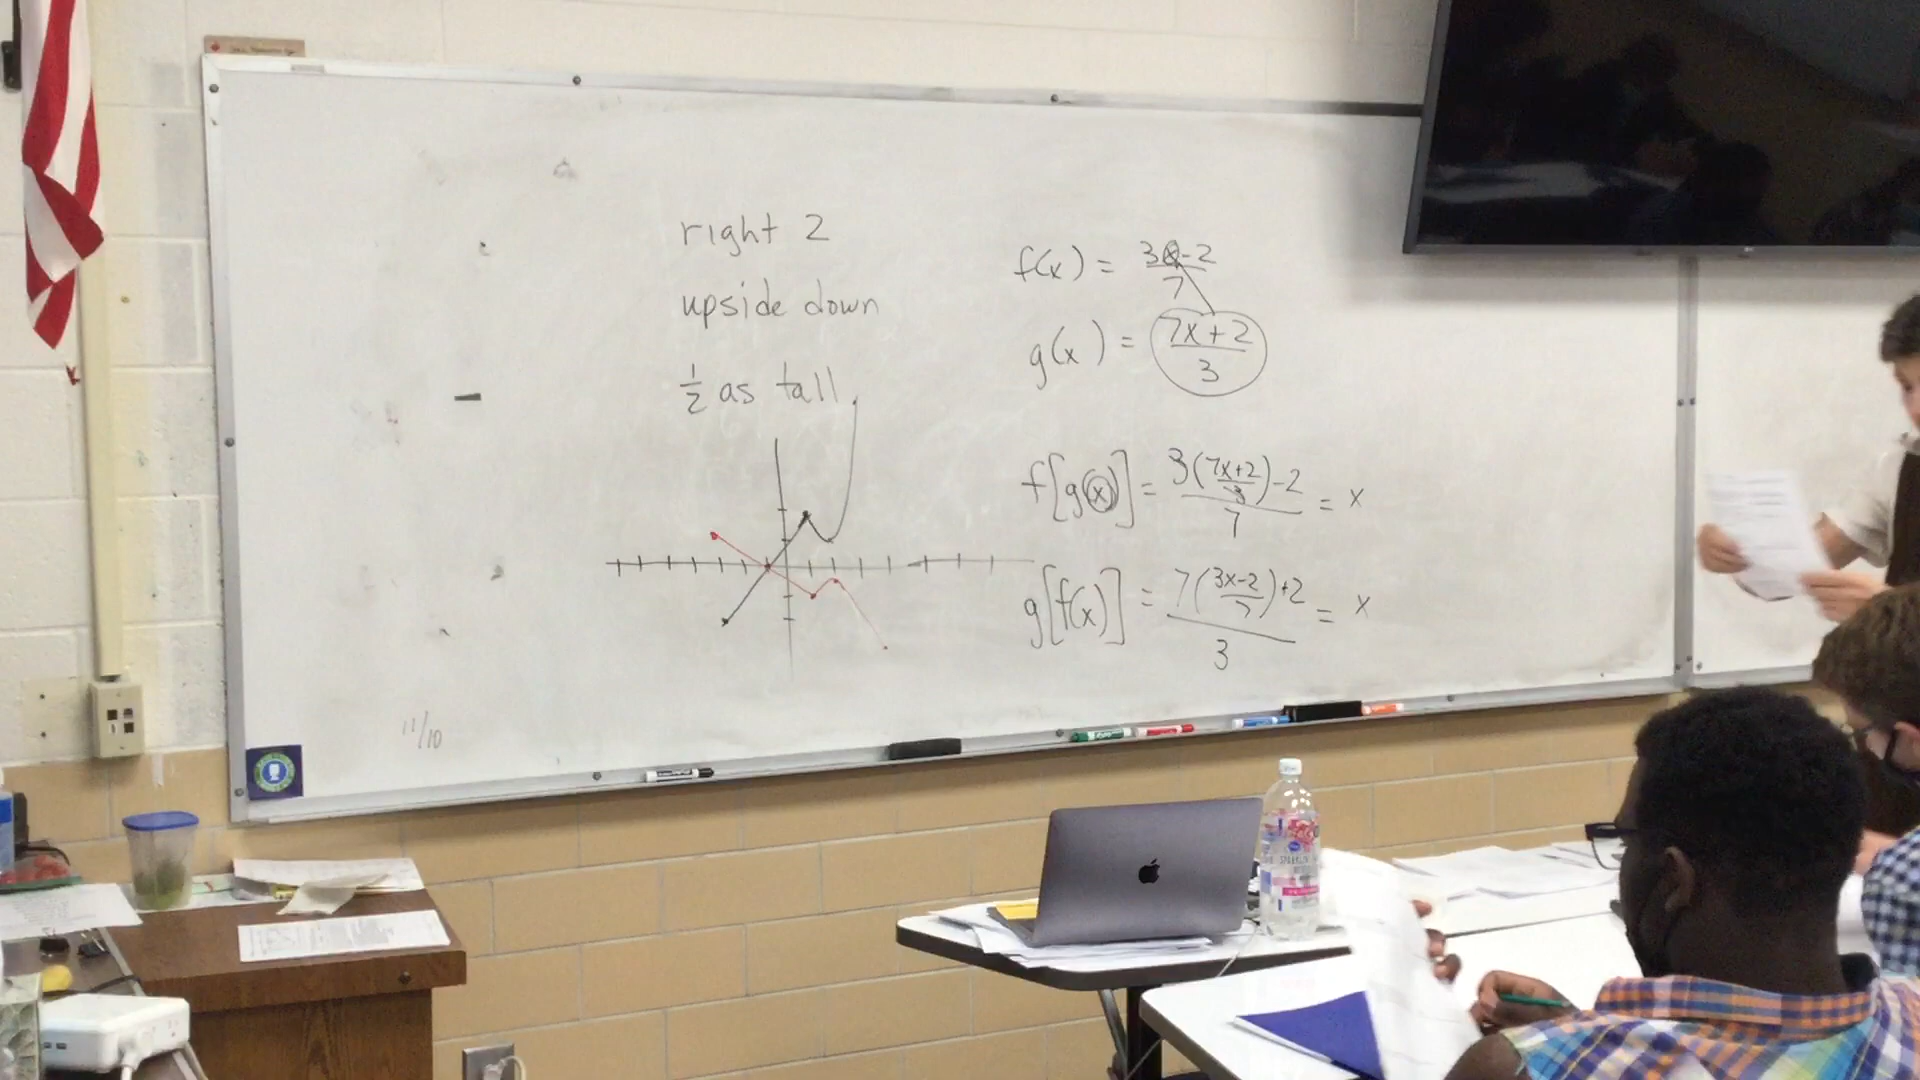 right 2
upside down
1/2 as tall
f(x) = (3x-2)/7
g(x) = (7x+2)/3
f[g(x)] = (3((7x+2)/3)-2)/7 = x
g[f(x)] = (7((3x-2)/7)+2)/3 = x
11/10